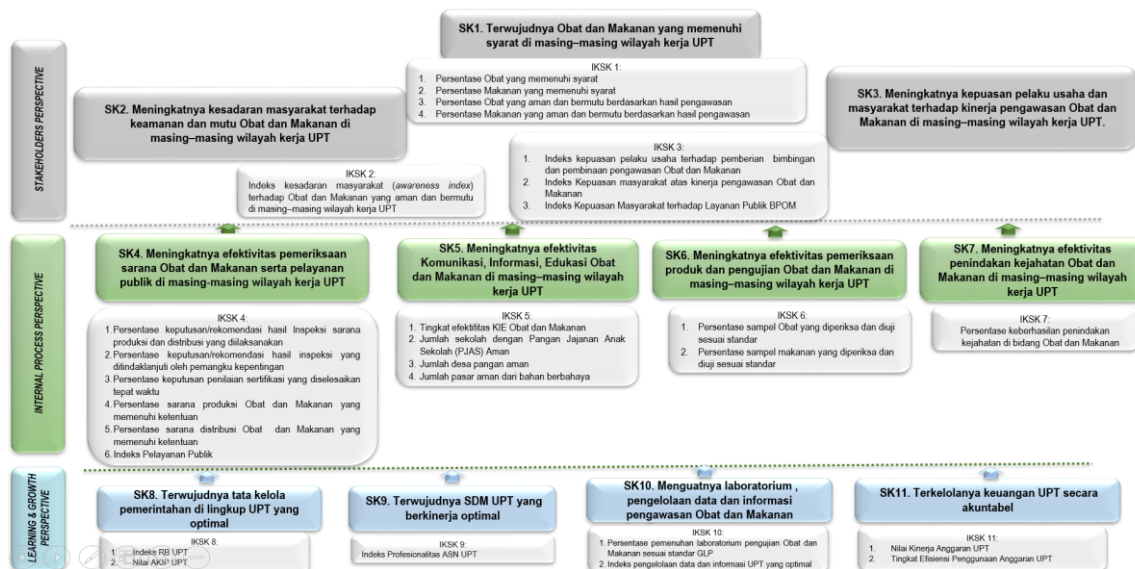 STAKEHOLDERS PERSPECTIVE
SK1. Terwujudnya Obat dan Makanan yang memenuhi
syarat di masing–masing wilayah kerja UPT
IKSK 1:
1. Persentase Obat yang memenuhi syarat
2. Persentase Makanan yang memenuhi syarat
3. Persentase Obat yang aman dan bermutu berdasarkan hasil pengawasan
4. Persentase Makanan yang aman dan bermutu berdasarkan hasil pengawasan
SK2. Meningkatnya kesadaran masyarakat terhadap
keamanan dan mutu Obat dan Makanan di
masing–masing wilayah kerja UPT
IKSK 2:
Indeks kesadaran masyarakat (awareness index)
terhadap Obat dan Makanan yang aman dan bermutu
di masing–masing wilayah kerja UPT
SK3. Meningkatnya kepuasan pelaku usaha dan
masyarakat terhadap kinerja pengawasan Obat dan
Makanan di masing–masing wilayah kerja UPT.
IKSK 3:
1. Indeks kepuasan pelaku usaha terhadap pemberian bimbingan
dan pembinaan pengawasan Obat dan Makanan
2. Indeks Kepuasan masyarakat atas kinerja pengawasan Obat dan
Makanan
3. Indeks Kepuasan Masyarakat terhadap Layanan Publik BPOM
INTERNAL PROCESS PERSPECTIVE
SK4. Meningkatnya efektivitas pemeriksaan
sarana Obat dan Makanan serta pelayanan
publik di masing-masing wilayah kerja UPT
IKSK 4:
1. Persentase keputusan/rekomendasi hasil Inspeksi sarana
produksi dan distribusi yang dilaksanakan
2. Persentase keputusan/rekomendasi hasil inspeksi yang
ditindaklanjuti oleh pemangku kepentingan
3. Persentase keputusan penilaian sertifikasi yang diselesaikan
tepat waktu
4. Persentase sarana produksi Obat dan Makanan yang
memenuhi ketentuan
5. Persentase sarana distribusi Obat dan Makanan yang
memenuhi ketentuan
6. Indeks Pelayanan Publik
SK5. Meningkatnya efektivitas
Komunikasi, Informasi, Edukasi Obat
dan Makanan di masing–masing wilayah
kerja UPT
IKSK 5:
1. Tingkat efektifitas KIE Obat dan Makanan
2. Jumlah sekolah dengan Pangan Jajanan Anak
Sekolah (PJAS) Aman
3. Jumlah desa pangan aman
4. Jumlah pasar aman dari bahan berbahaya
SK6. Meningkatnya efektivitas pemeriksaan
produk dan pengujian Obat dan Makanan di
masing–masing wilayah kerja UPT
IKSK 6:
1. Persentase sampel Obat yang diperiksa dan diuji
sesuai standar
2. Persentase sampel makanan yang diperiksa dan
diuji sesuai standar
SK7. Meningkatnya efektivitas
penindakan kejahatan Obat dan
Makanan di masing–masing wilayah
kerja UPT
IKSK 7:
Persentase keberhasilan penindakan
kejahatan di bidang Obat dan Makanan
LEARNING & GROWTH
PERSPECTIVE
SK8. Terwujudnya tata kelola
pemerintahan di lingkup UPT yang
optimal
IKSK 8:
1. Indeks RB UPT
2. Nilai AKIP UPT
SK9. Terwujudnya SDM UPT yang
berkinerja optimal
IKSK 9:
Indeks Profesionalitas ASN UPT
SK10. Menguatnya laboratorium ,
pengelolaan data dan informasi
pengawasan Obat dan Makanan
IKSK 10:
1. Persentase pemenuhan laboratorium pengujian Obat dan
Makanan sesuai standar GLP
2. Indeks pengelolaan data dan informasi UPT yang optimal
SK11. Terkelolanya keuangan UPT secara
akuntabel
IKSK 11:
1. Nilai Kinerja Anggaran UPT
2. Tingkat Efisiensi Penggunaan Anggaran UPT